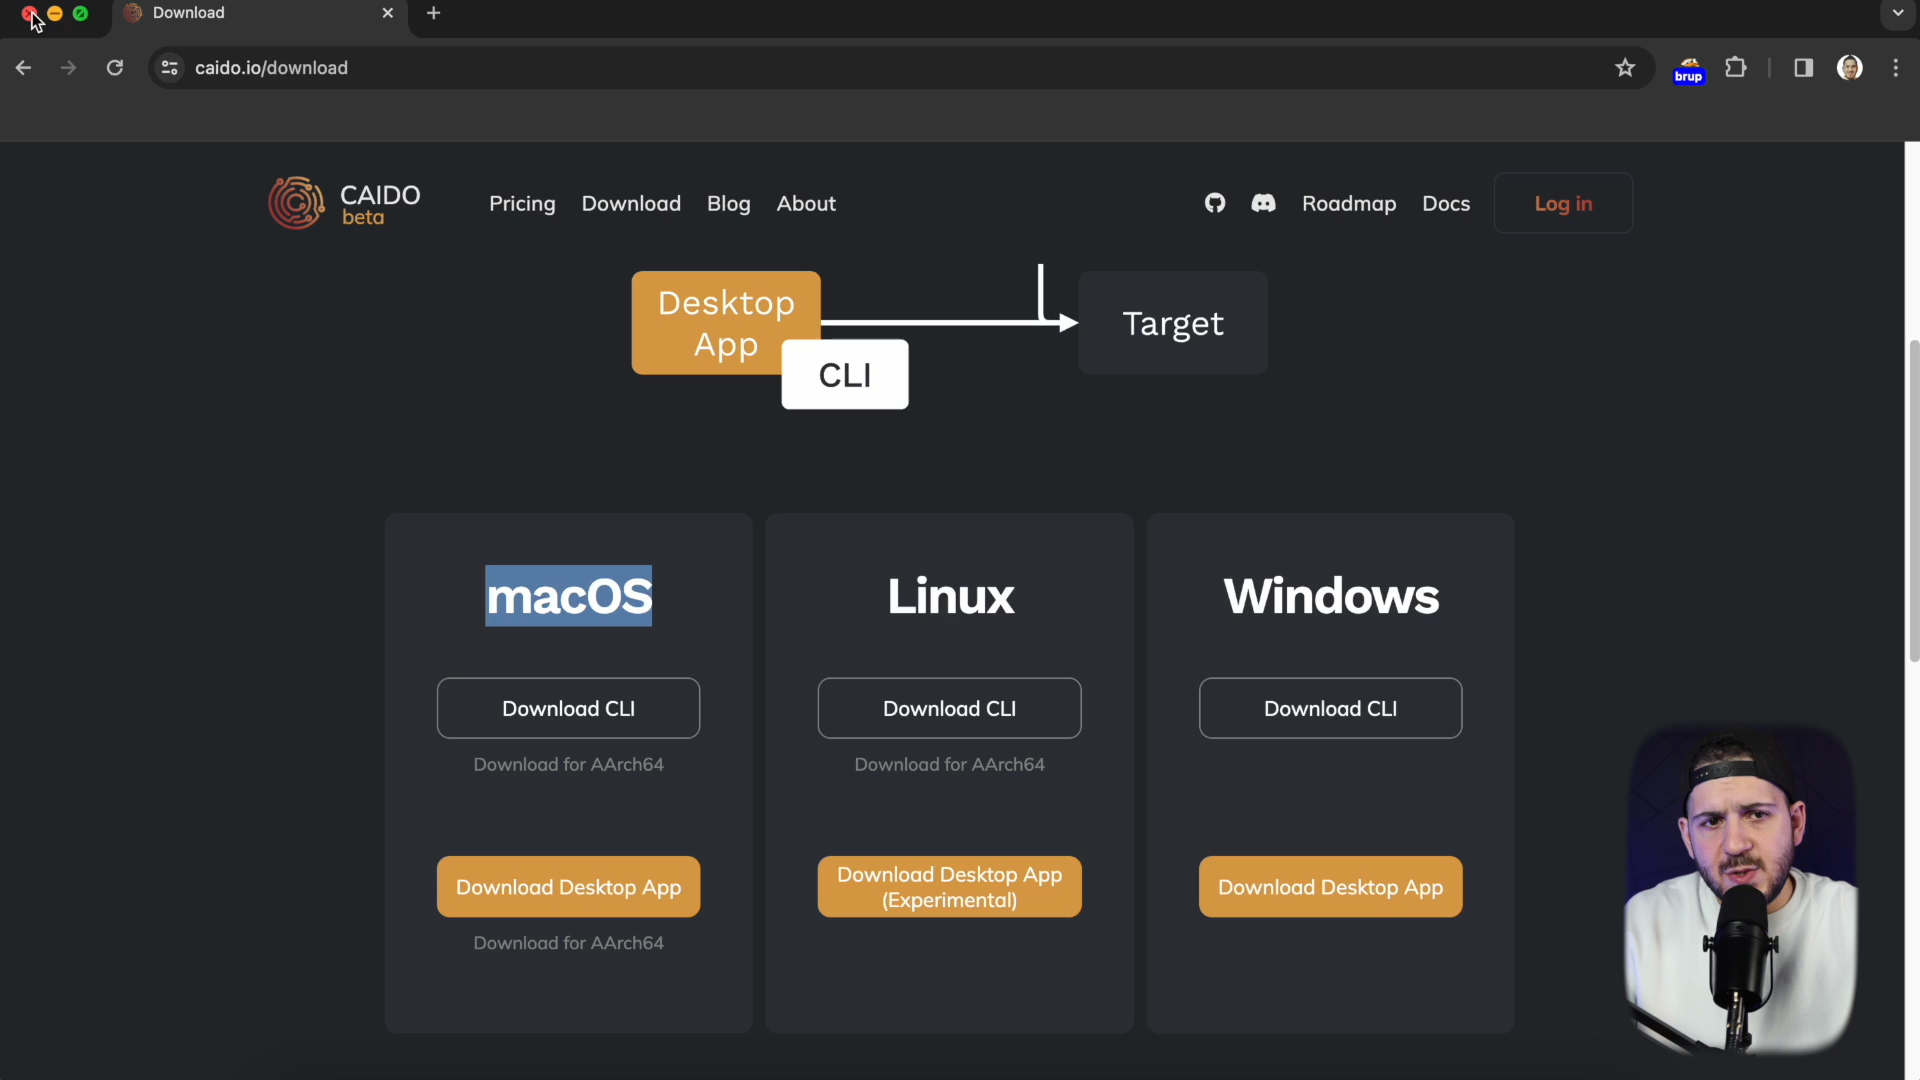 Download
caido.io/download
brup
CAIDO
beta
Pricing
Download
Blog
About
Roadmap
Docs
Log in
Desktop
App
CLI
Target
macOS
Linux
Windows
Download CLI
Download CLI
Download CLI
Download for AArch64
Download for AArch64
Download Desktop App
Download Desktop App
(Experimental)
Download Desktop App
Download for AArch64